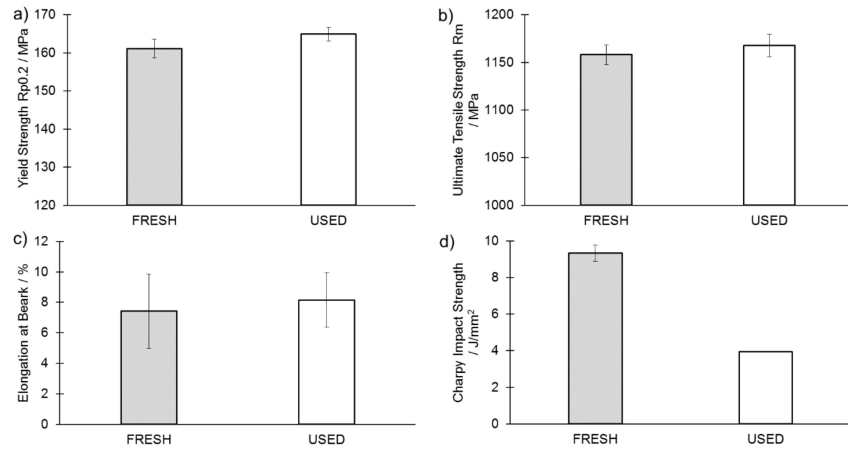 a)
Yield Strength Rp0.2 / MPa
170
160
150
140
130
120
FRESH
USED
b)
Ultimate Tensile Strength Rm
/ MPa
1200
1150
1100
1050
1000
FRESH
USED
c)
Elongation at Beark / %
12
10
8
6
4
2
0
FRESH
USED
d)
Charpy Impact Strength
/ J/mm²
10
8
6
4
2
0
FRESH
USED